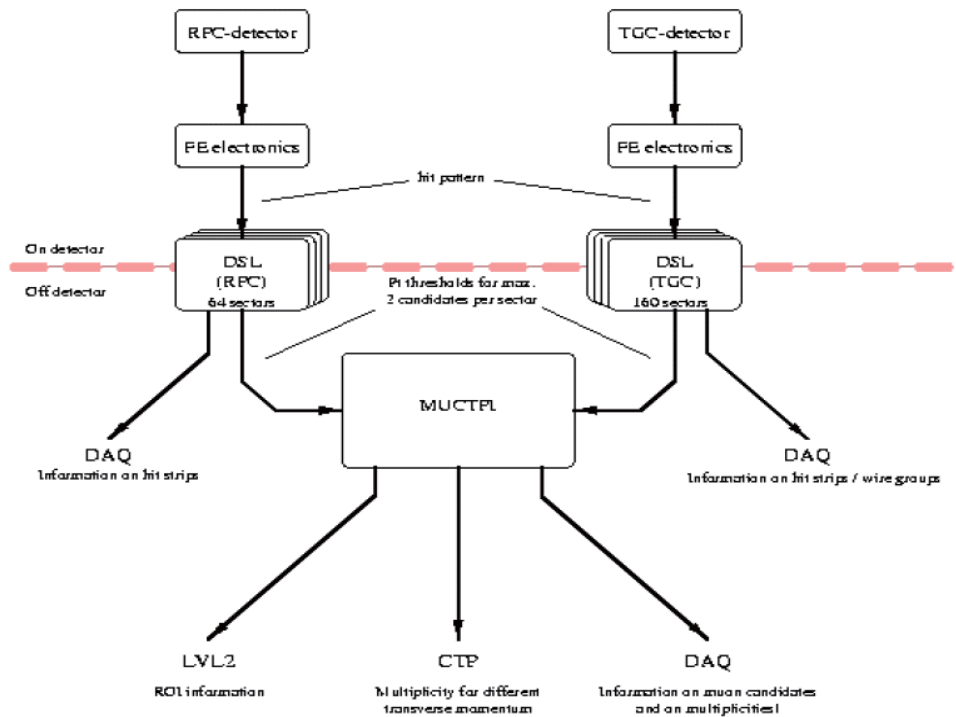 RPC-detector
TGC-detector
FE electronics
FE electronics
hit pattern
On detector
DSL
(RPC)
64 sectors
DSL
(TGC)
160 sectors
Off detector
Pt thresholds for max.
2 candidates per sector
MUCTPI
DAQ
Information on hit strips
DAQ
Information on hit strips / wire groups
LVL2
ROI information
CTP
Multiplicity for different
transverse momentum
DAQ
Information on muon candidates
and on multiplicities!